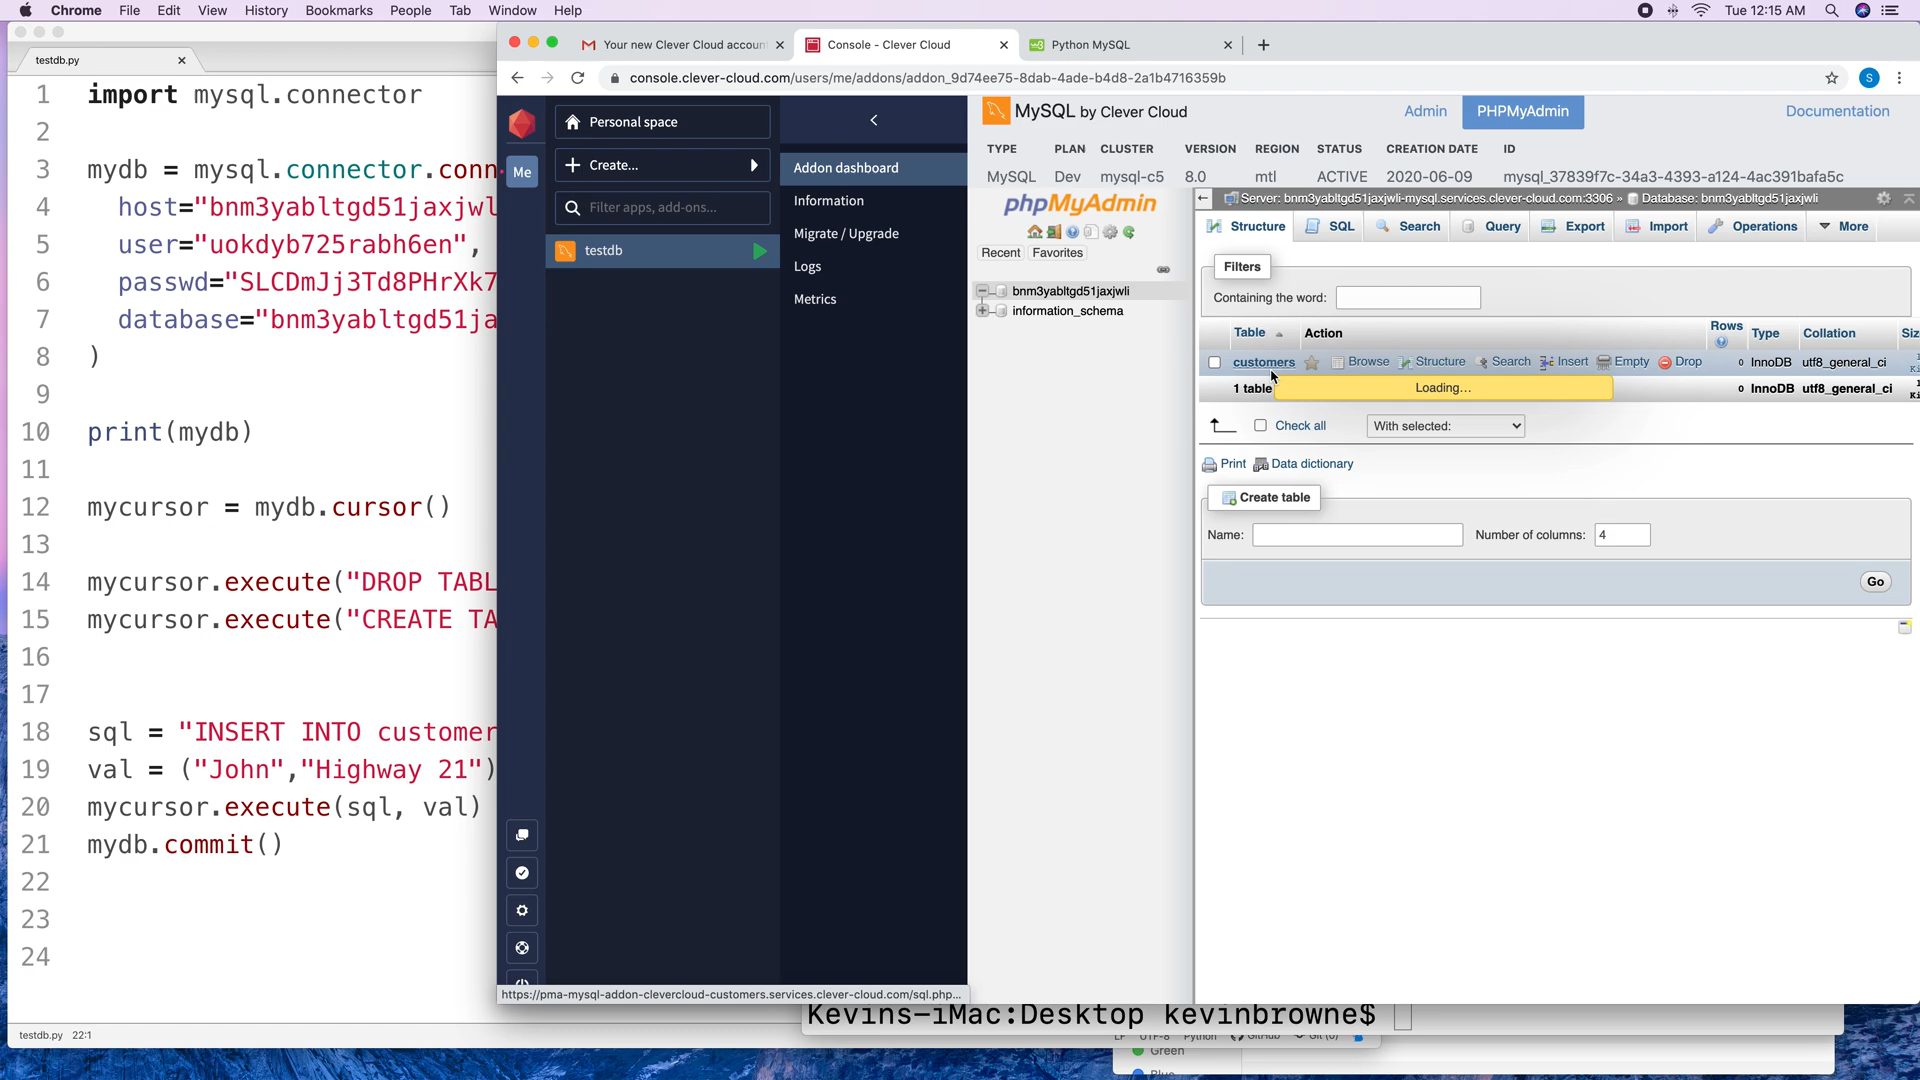 Chrome File Edit View History Bookmarks People Tab Window Help Tue 12:15 AM
testdb.py
1 import mysql.connector
2
3 mydb = mysql.connector.conn
4 host="bnm3yabltgd51jaxjwl
5 user="uokdyb725rabh6en",
6 passwd="SLCDmJj3Td8PHrXk7
7 database="bnm3yabltgd51ja
8 )
9
10 print(mydb)
11
12 mycursor = mydb.cursor()
13
14 mycursor.execute("DROP TABL
15 mycursor.execute("CREATE TA
16
17
18 sql = "INSERT INTO customer
19 val = ("John","Highway 21")
20 mycursor.execute(sql, val)
21 mydb.commit()
22
23
24
testdb.py 22:1
Your new Clever Cloud accoun
Console - Clever Cloud
Python MySQL
console.clever-cloud.com/users/me/addons/addon_9d74ee75-8dab-4ade-b4d8-2a1b4716359b
S
Me
Personal space
Create...
Filter apps, add-ons...
testdb
Addon dashboard
Information
Migrate / Upgrade
Logs
Metrics
MySQL by Clever Cloud
Admin PHPMyAdmin Documentation
TYPE PLAN CLUSTER VERSION REGION STATUS CREATION DATE ID
MySQL Dev mysql-c5 8.0 mtl ACTIVE 2020-06-09 mysql_37839f7c-34a3-4393-a124-4ac391bafa5c
phpMyAdmin
Recent Favorites
bnm3yabltgd51jaxjwli
information_schema
Server: bnm3yabltgd51jaxjwli-mysql.services.clever-cloud.com:3306 » Database: bnm3yabltgd51jaxjwli
Structure SQL Search Query Export Import Operations More
Filters
Containing the word:
Table Action Rows Type Collation Siz
customers Browse Structure Search Insert Empty Drop 0 InnoDB utf8_general_ci
1 table Loading… 0 InnoDB utf8_general_ci
Check all With selected:
Print Data dictionary
Create table
Name: Number of columns: 4
Go
https://pma-mysql-addon-clevercloud-customers.services.clever-cloud.com/sql.php...
Kevins-iMac:Desktop kevinbrowne$
LF UTF-8 Python GitHub Git (0)
Green
Blue